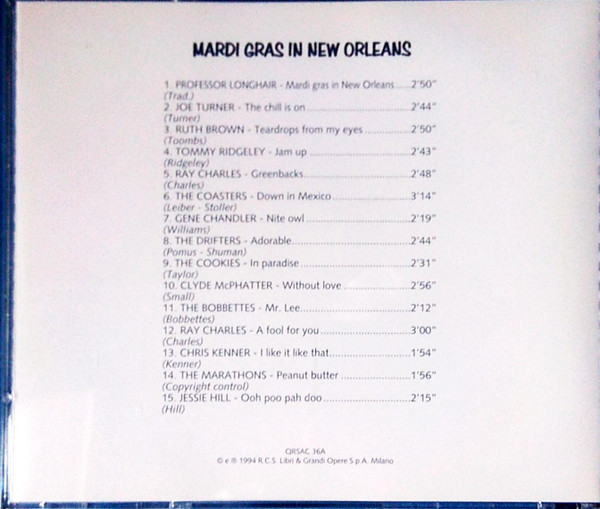 MARDI GRAS IN NEW ORLEANS
1. PROFESSOR LONGHAIR - Mardi gras in New Orleans ......2'50"
(Trad.)
2. JOE TURNER - The chill is on ..............................2'44"
(Turner)
3. RUTH BROWN - Teardrops from my eyes ..............2'50"
(Toombs)
4. TOMMY RIDGELEY - Jam up ..............................2'43"
(Ridgeley)
5. RAY CHARLES - Greenbacks..............................2'48"
(Charles)
6. THE COASTERS - Down in Mexico ......................3'14"
(Leiber - Stoller)
7. GENE CHANDLER - Nite owl ..............................2'19"
(Williams)
8. THE DRIFTERS - Adorable..................................2'44"
(Pomus - Shuman)
9. THE COOKIES - In paradise ..............................2'31"
(Taylor)
10. CLYDE McPHATTER - Without love ....................2'56"
(Small)
11. THE BOBBETTES - Mr. Lee..............................2'12"
(Bobbettes)
12. RAY CHARLES - A fool for you ..........................3'00"
(Charles)
13. CHRIS KENNER - I like it like that........................1'54"
(Kenner)
14. THE MARATHONS - Peanut butter ....................1'56"
(Copyright control)
15. JESSIE HILL - Ooh poo pah doo..........................2'15"
(Hill)
QRSAC 16A
© e ℗ 1994 R.C.S. Libri & Grandi Opere S.p.A. Milano